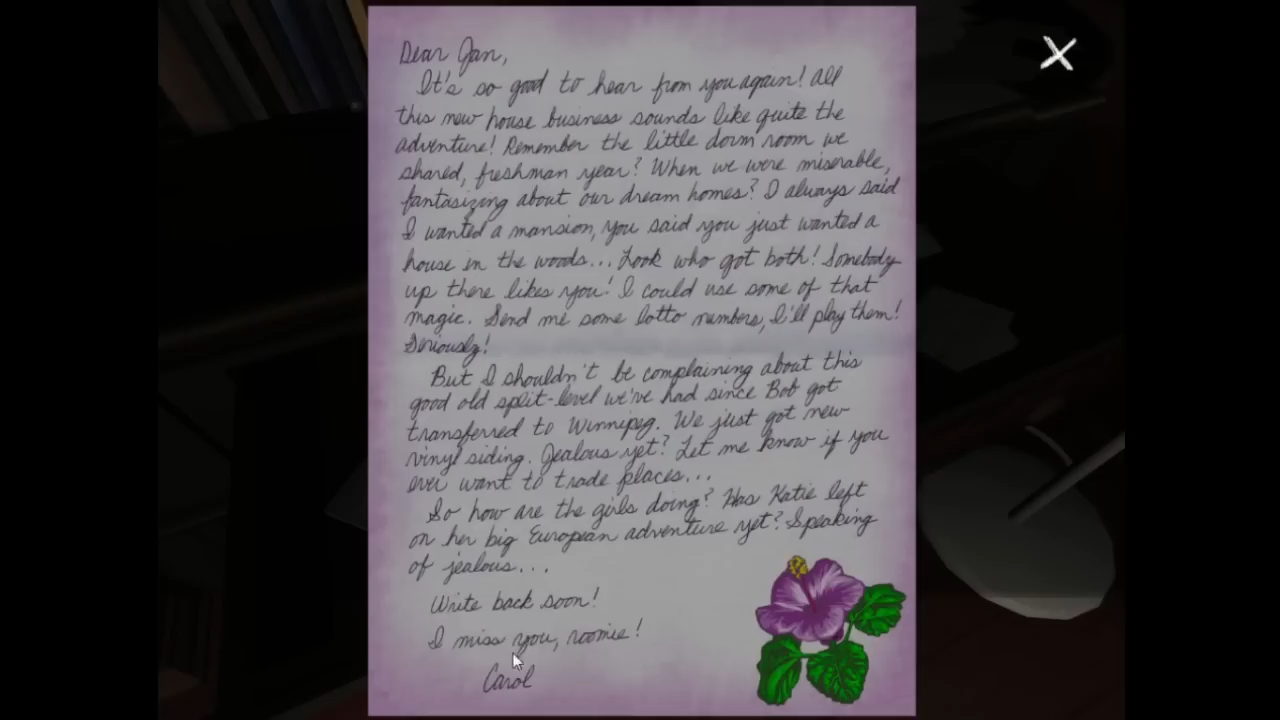 Dear Jan,
It's so good to hear from you again! All
this new house business sounds like quite the
adventure! Remember the little dorm room we
shared, freshman year? When we were miserable,
fantasizing about our dream homes? I always said
I wanted a mansion, you said you just wanted a
house in the woods... Look who got both! Somebody
up there likes you! I could use some of that
magic. Send me some lotto numbers, I'll play them!
Seriously!
But I shouldn't be complaining about this
good old split-level we've had since Bob got
transferred to Winnipeg. We just got new
vinyl siding. Jealous yet? Let me know if you
ever want to trade places...
So how are the girls doing? Has Katie left
on her big European adventure yet? Speaking
of jealous...
Write back soon!
I miss you, roomie!
Carol